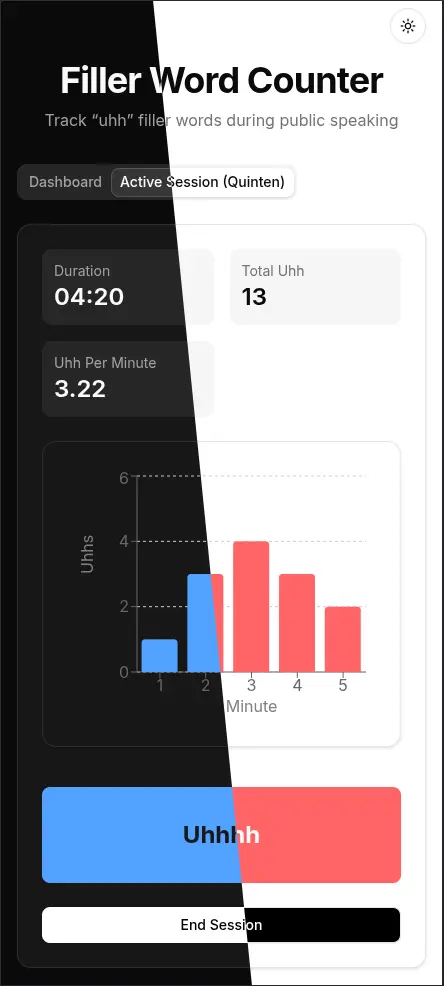 Filler Word Counter
Track “uhh” filler words during public speaking
Dashboard Active Session (Quinten)
Duration
04:20
Total Uhh
13
Uhh Per Minute
3.22
6
4
2
0
Uhhs
1 2 3 4 5
Minute
Uhhhh
End Session